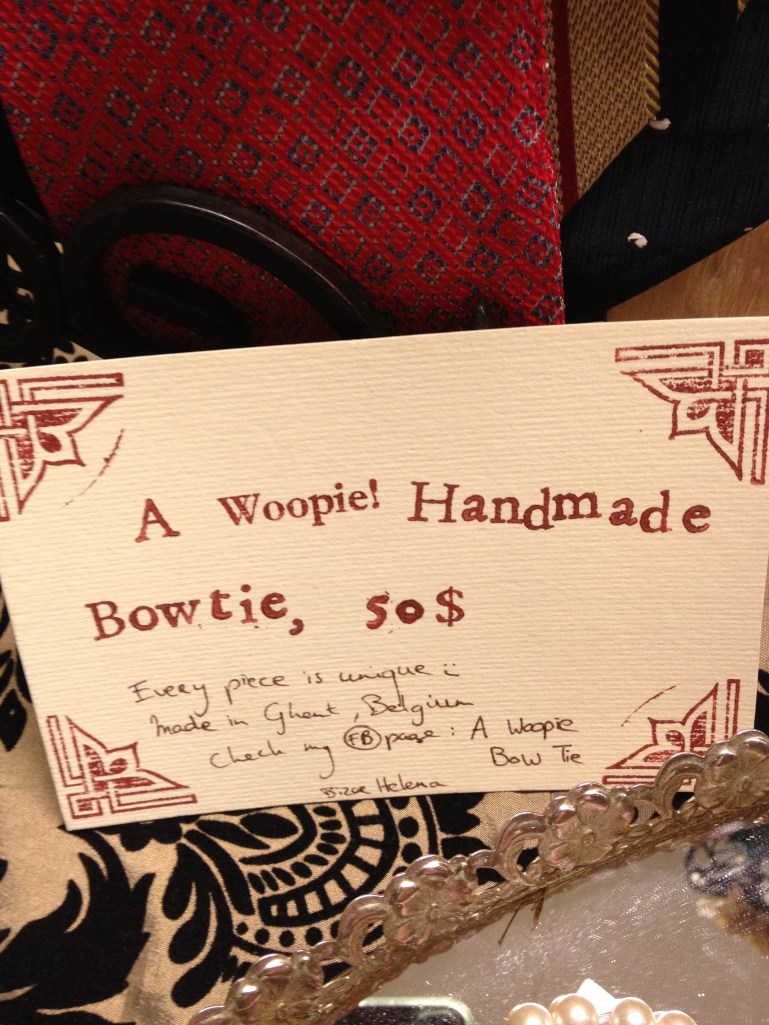 A Woopie! Handmade
Bowtie, 50$
Every piece is unique :)
made in Ghent, Belgium
check my FB page: A Woopie
Bow Tie
Helena